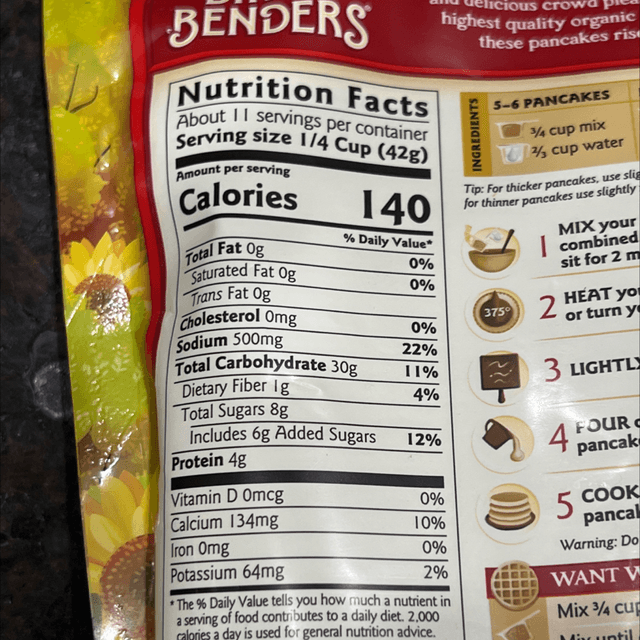 BENDERS
and delicious crowd
highest quality organic
these pancakes
Nutrition Facts
About 11 servings per container
Serving size 1/4 Cup (42g)
Amount per serving
Calories 140
% Daily Value*
Total Fat 0g 0%
Saturated Fat 0g 0%
Trans Fat 0g
Cholesterol 0mg 0%
Sodium 500mg 22%
Total Carbohydrate 30g 11%
Dietary Fiber 1g 4%
Total Sugars 8g
Includes 6g Added Sugars 12%
Protein 4g
Vitamin D 0mcg 0%
Calcium 134mg 10%
Iron 0mg 0%
Potassium 64mg 2%
* The % Daily Value tells you how much a nutrient in
a serving of food contributes to a daily diet. 2,000
calories a day is used for general nutrition advice.
INGREDIENTS
5-6 PANCAKES
3/4 cup mix
2/3 cup water
Tip: For thicker pancakes, use
for thinner pancakes use slightly
1 MIX your
combined
sit for 2
375°
2 HEAT
or turn
3 LIGHTLY
4 POUR
5 COOK
Warning: Do
WANT
Mix 3/4 cup
Mix until